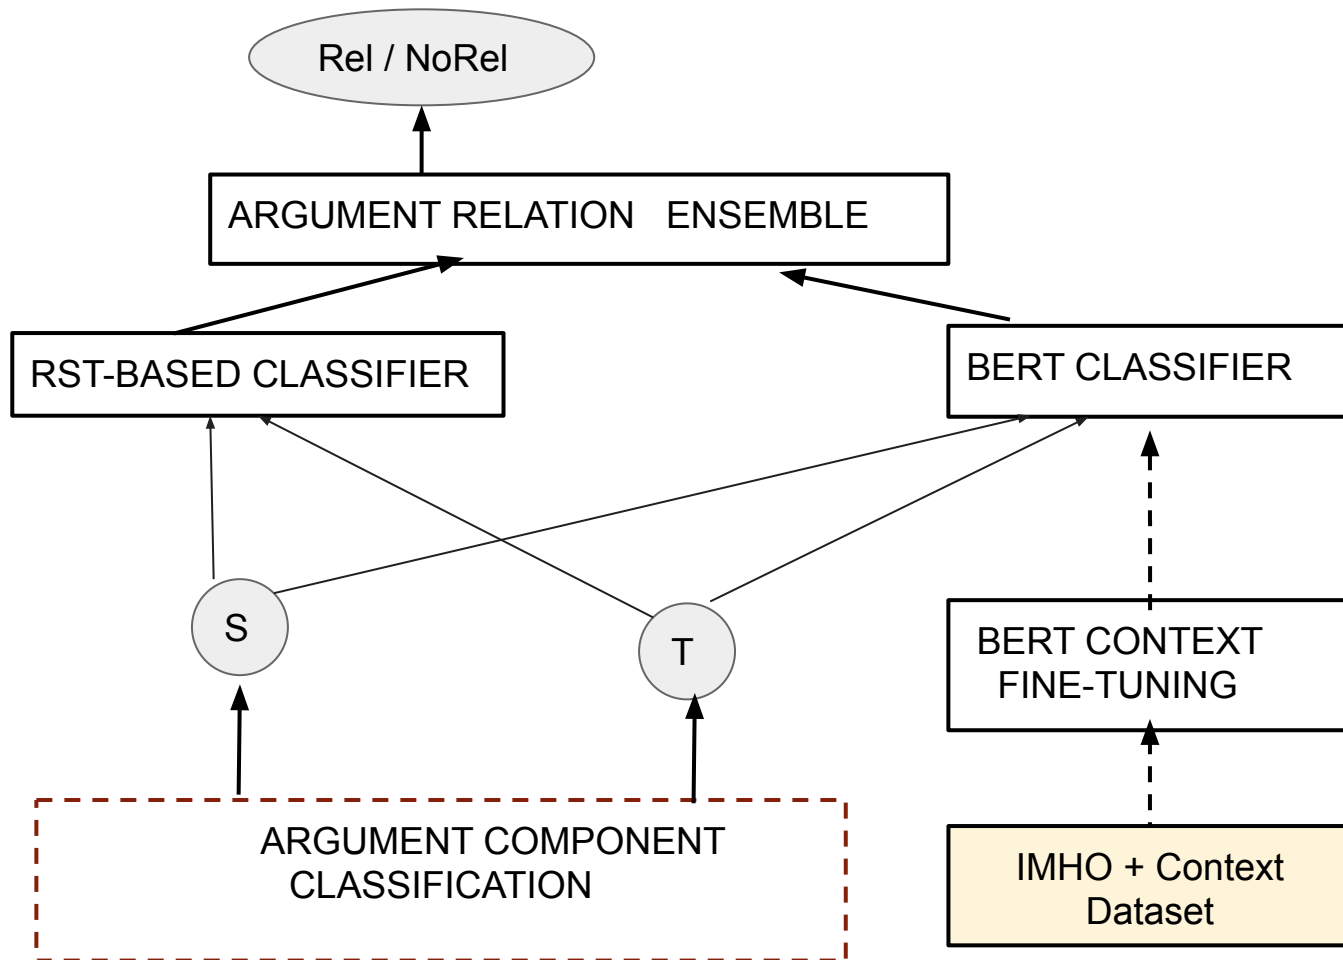 Rel / NoRel
ARGUMENT RELATION ENSEMBLE
RST-BASED CLASSIFIER
BERT CLASSIFIER
S
T
BERT CONTEXT
FINE-TUNING
ARGUMENT COMPONENT
CLASSIFICATION
IMHO + Context
Dataset